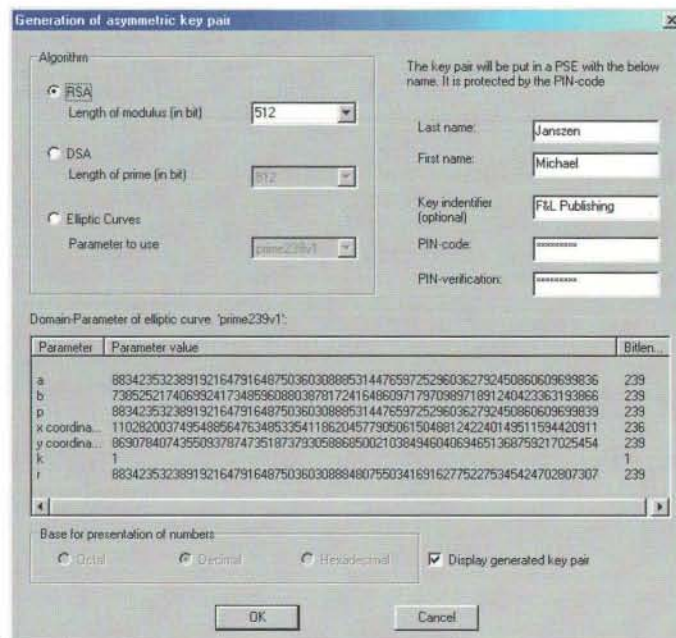 Generation of asymmetric key pair
Algorithm
RSA
Length of modulus (in bit) 512
DSA
Length of prime (in bit) 512
Elliptic Curves
Parameter to use prime239v1
The key pair will be put in a PSE with the below
name. It is protected by the PIN-code
Last name: Janszen
First name: Michael
Key indentifier
(optional) F&L Publishing
PIN-code: *********
PIN-verification: *********
Domain-Parameter of elliptic curve 'prime239v1':
Parameter Parameter value Bitlen...
a 883423532389192164791648750360308885314476597252960362792450860609699836 239
b 738525217406992417348596088038781724164860971797098971891240423363193866 239
p 883423532389192164791648750360308885314476597252960362792450860609699839 239
x coordina... 110282003749548856476348533541186204577905061504881242240149511594420911 236
y coordina... 869078407435509378747351873793058868500210384946040694651368759217025454 239
k 1 1
r 883423532389192164791648750360308884807550341691627752275345424702807307 239
Base for presentation of numbers
Octal Decimal Hexadecimal
Display generated key pair
OK Cancel